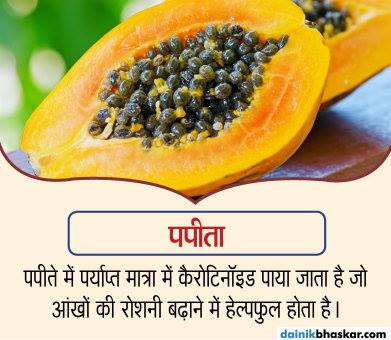 पपीता
पपीते में पर्याप्त मात्रा में कैरोटिनॉइड पाया जाता है जो
आंखों की रोशनी बढ़ाने में हेल्पफुल होता है।
dainikbhaskar.com